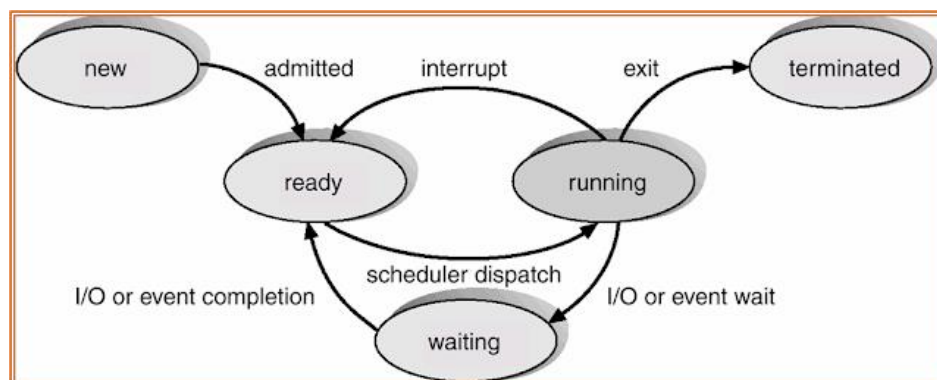 new
admitted
interrupt
exit
terminated
ready
running
scheduler dispatch
I/O or event completion
I/O or event wait
waiting